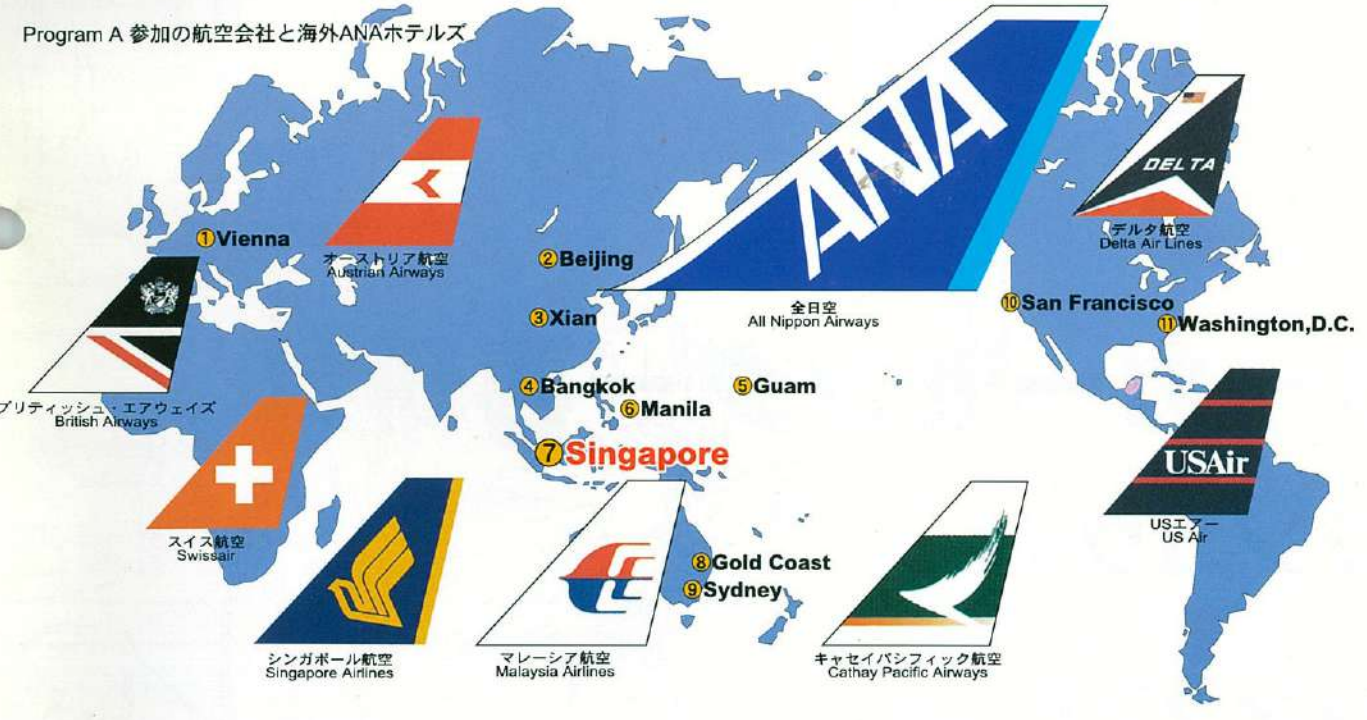 Program A 参加の航空会社と海外ANAホテルズ
ANA
DELTA
デルタ航空
Delta Air Lines
①Vienna
オーストリア航空
Austrian Airways
②Beijing
全日空
All Nippon Airways
⑩San Francisco
③Xian
⑪Washington,D.C.
④Bangkok
⑤Guam
⑥Manila
ブリティッシュ・エアウェイズ
British Airways
⑦Singapore
USAir
USエアー
US Air
スイス航空
Swissair
⑧Gold Coast
⑨Sydney
シンガポール航空
Singapore Airlines
マレーシア航空
Malaysia Airlines
キャセイパシフィック航空
Cathay Pacific Airways